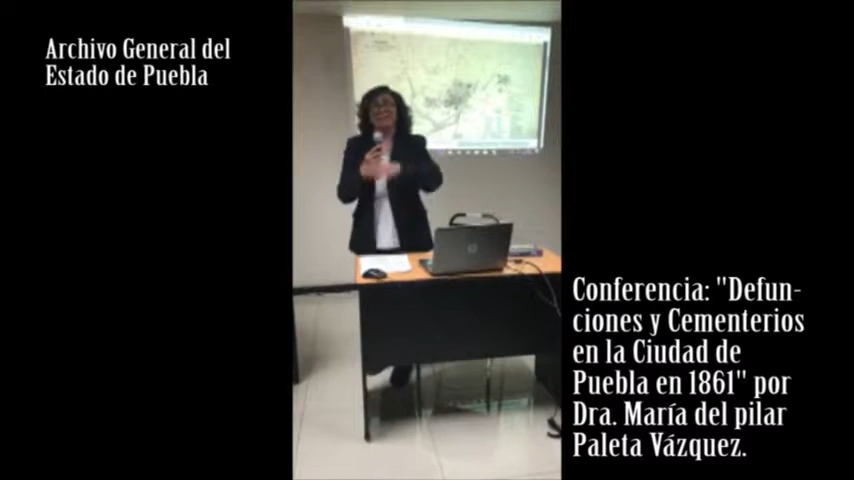 Archivo General del
Estado de Puebla
Conferencia: "Defun-
ciones y Cementerios
en la Ciudad de
Puebla en 1861" por
Dra. María del pilar
Paleta Vázquez.